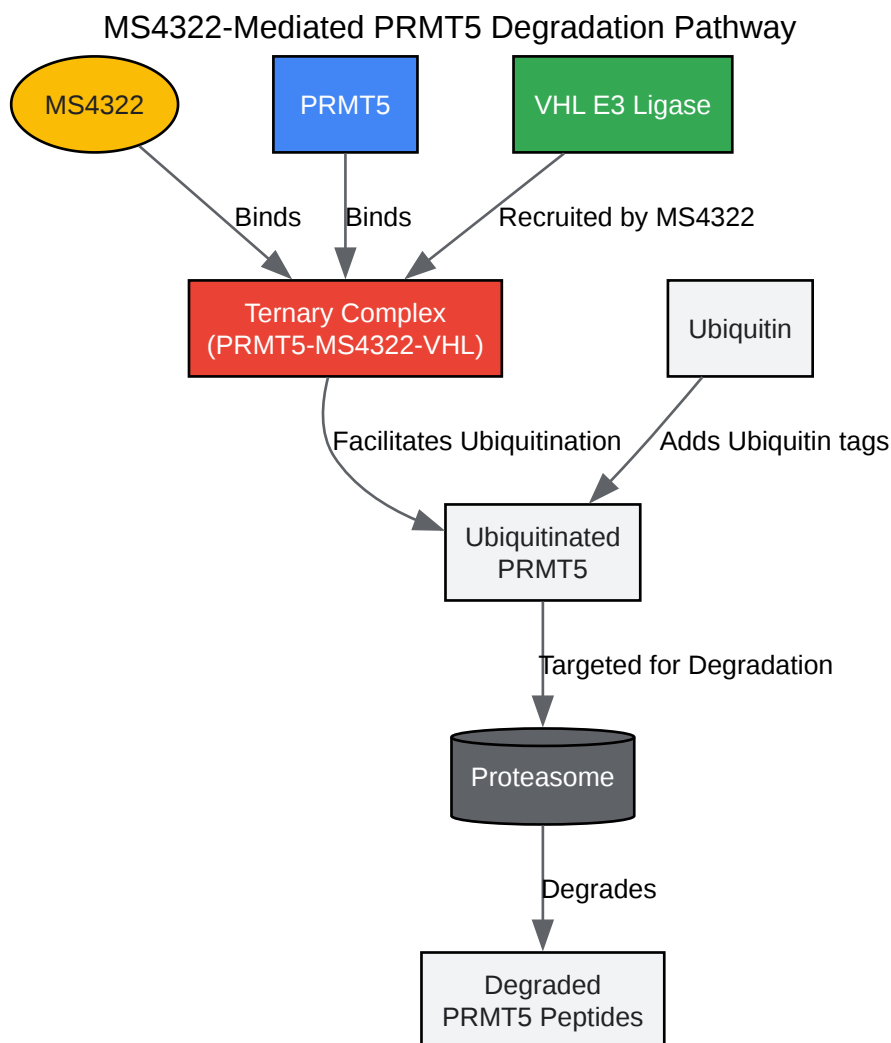 MS4322-Mediated PRMT5 Degradation Pathway
MS4322
PRMT5
VHL E3 Ligase
Binds
Binds
Recruited by MS4322
Ternary Complex
(PRMT5-MS4322-VHL)
Ubiquitin
Facilitates Ubiquitination
Adds Ubiquitin tags
Ubiquitinated
PRMT5
Targeted for Degradation
Proteasome
Degrades
Degraded
PRMT5 Peptides